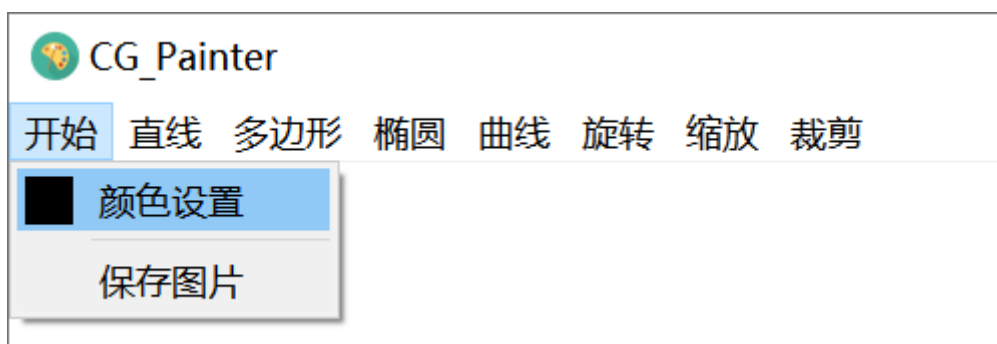 CG_Painter
开始 直线 多边形 椭圆 曲线 旋转 缩放 裁剪
颜色设置
保存图片